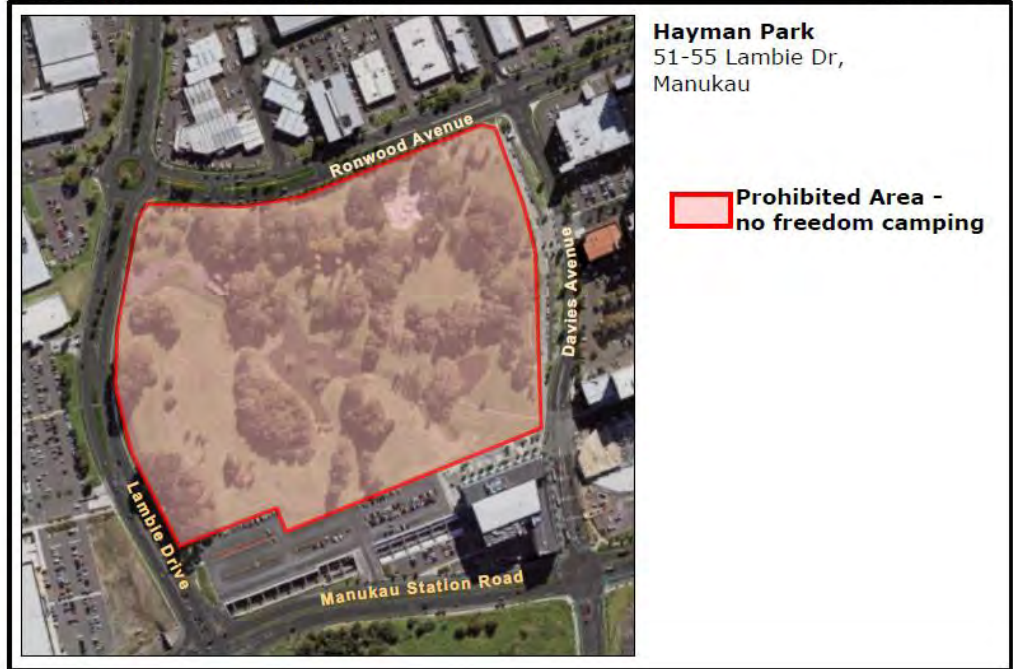 Hayman Park
51-55 Lambie Dr,
Manukau
Prohibited Area -
no freedom camping
Ronwood Avenue
Davies Avenue
Lambie Drive
Manukau Station Road